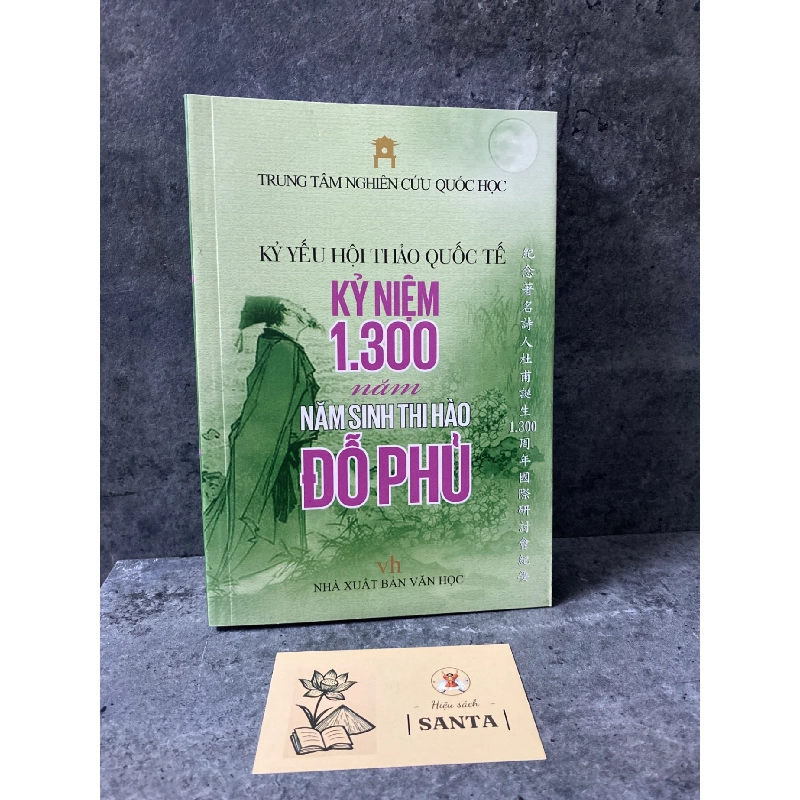 TRUNG TÂM NGHIÊN CỨU QUỐC HỌC
KỶ YẾU HỘI THẢO QUỐC TẾ
KỶ NIỆM
1.300
năm
NĂM SINH THI HÀO
ĐỖ PHỦ
紀念著名詩人杜甫誕生1.300周年國際研討會紀要
vh
NHÀ XUẤT BẢN VĂN HỌC
Hiệu sách
SANTA